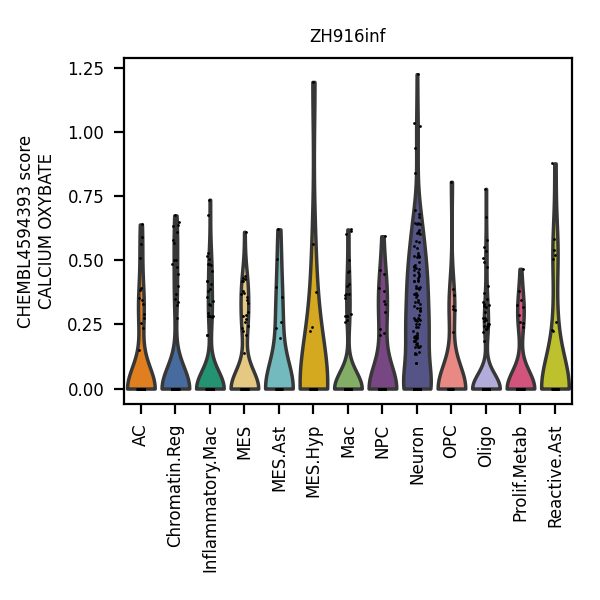 ZH916inf
CHEMBL4594393 score
CALCIUM OXYBATE
1.25
1.00
0.75
0.50
0.25
0.00
AC
Chromatin.Reg
Inflammatory.Mac
MES
MES.Ast
MES.Hyp
Mac
NPC
Neuron
OPC
Oligo
Prolif.Metab
Reactive.Ast